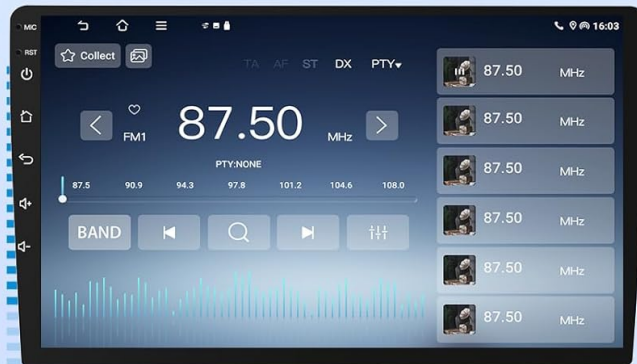 MIC
16:03
RST
Collect
TA AF ST DX PTY
FM1 87.50 MHz
PTY:NONE
87.5 90.9 94.3 97.8 101.2 104.6 108.0
BAND
87.50 MHz
87.50 MHz
87.50 MHz
87.50 MHz
87.50 MHz
87.50 MHz